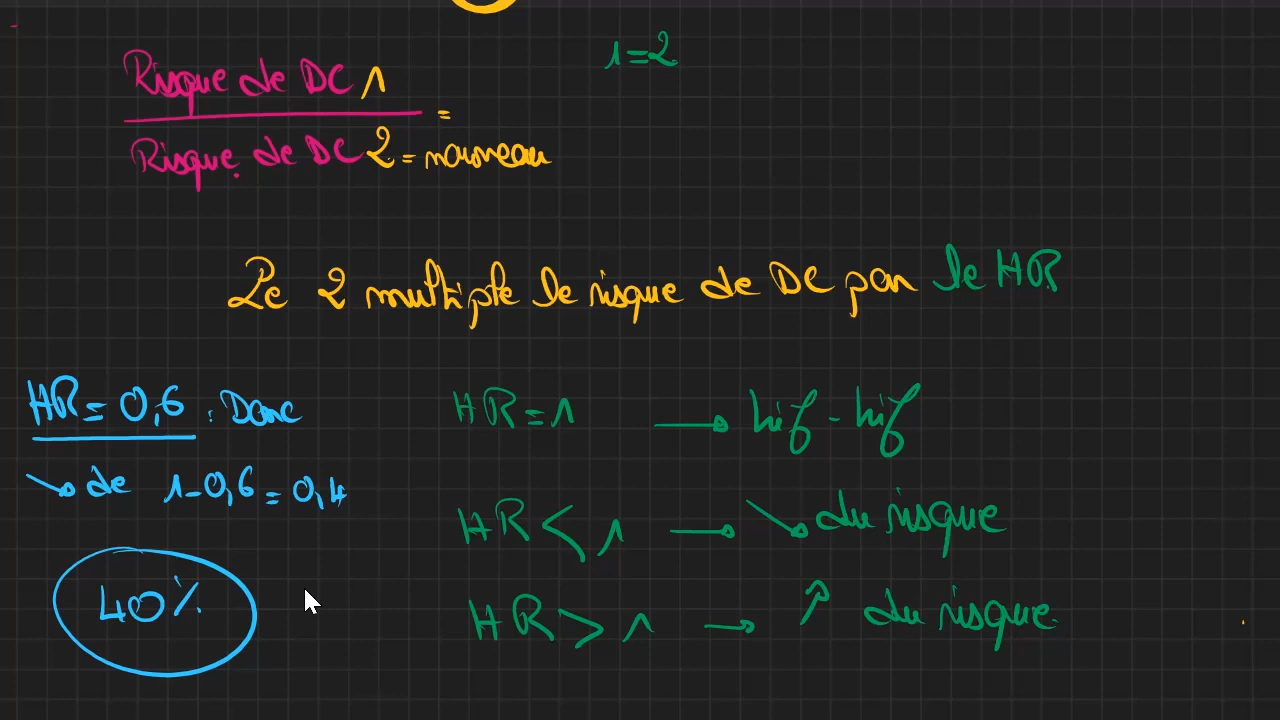 1=2
Risque de DC 1
=
Risque de DC 2 = nouveau
Le 2 multiple le risque de DC par le HR
HR = 0,6 : Donc
↘ de 1-0,6 = 0,4
40%
HR = 1 → kif-kif
HR < 1 → ↘ du risque
HR > 1 → ↗ du risque